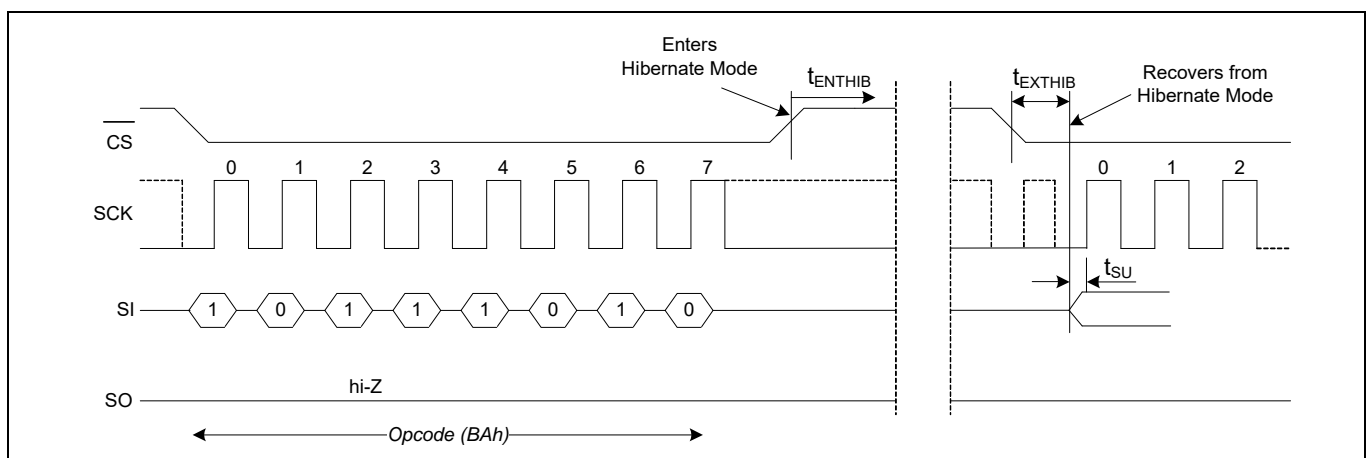 Enters
Hibernate Mode
tENTHIB
tEXTHIB
Recovers from
Hibernate Mode
CS
0 1 2 3 4 5 6 7 0 1 2
SCK
tSU
SI 1 0 1 1 1 0 1 0
hi-Z
SO
Opcode (BAh)